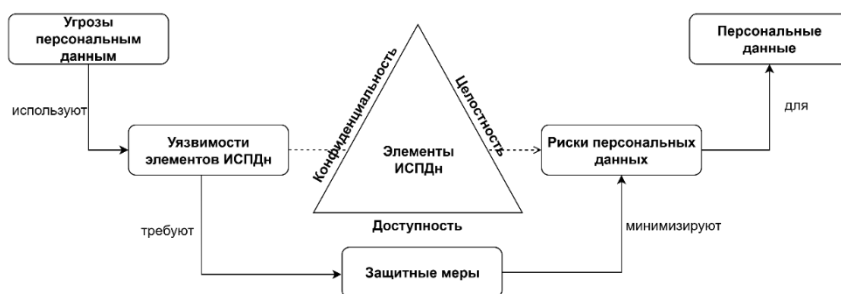 Угрозы
персональным
данным
Персональные
данные
используют
Конфиденциальность
Целостность
для
Уязвимости
элементов ИСПДн
Элементы
ИСПДн
Риски персональных
данных
Доступность
требуют
минимизируют
Защитные меры